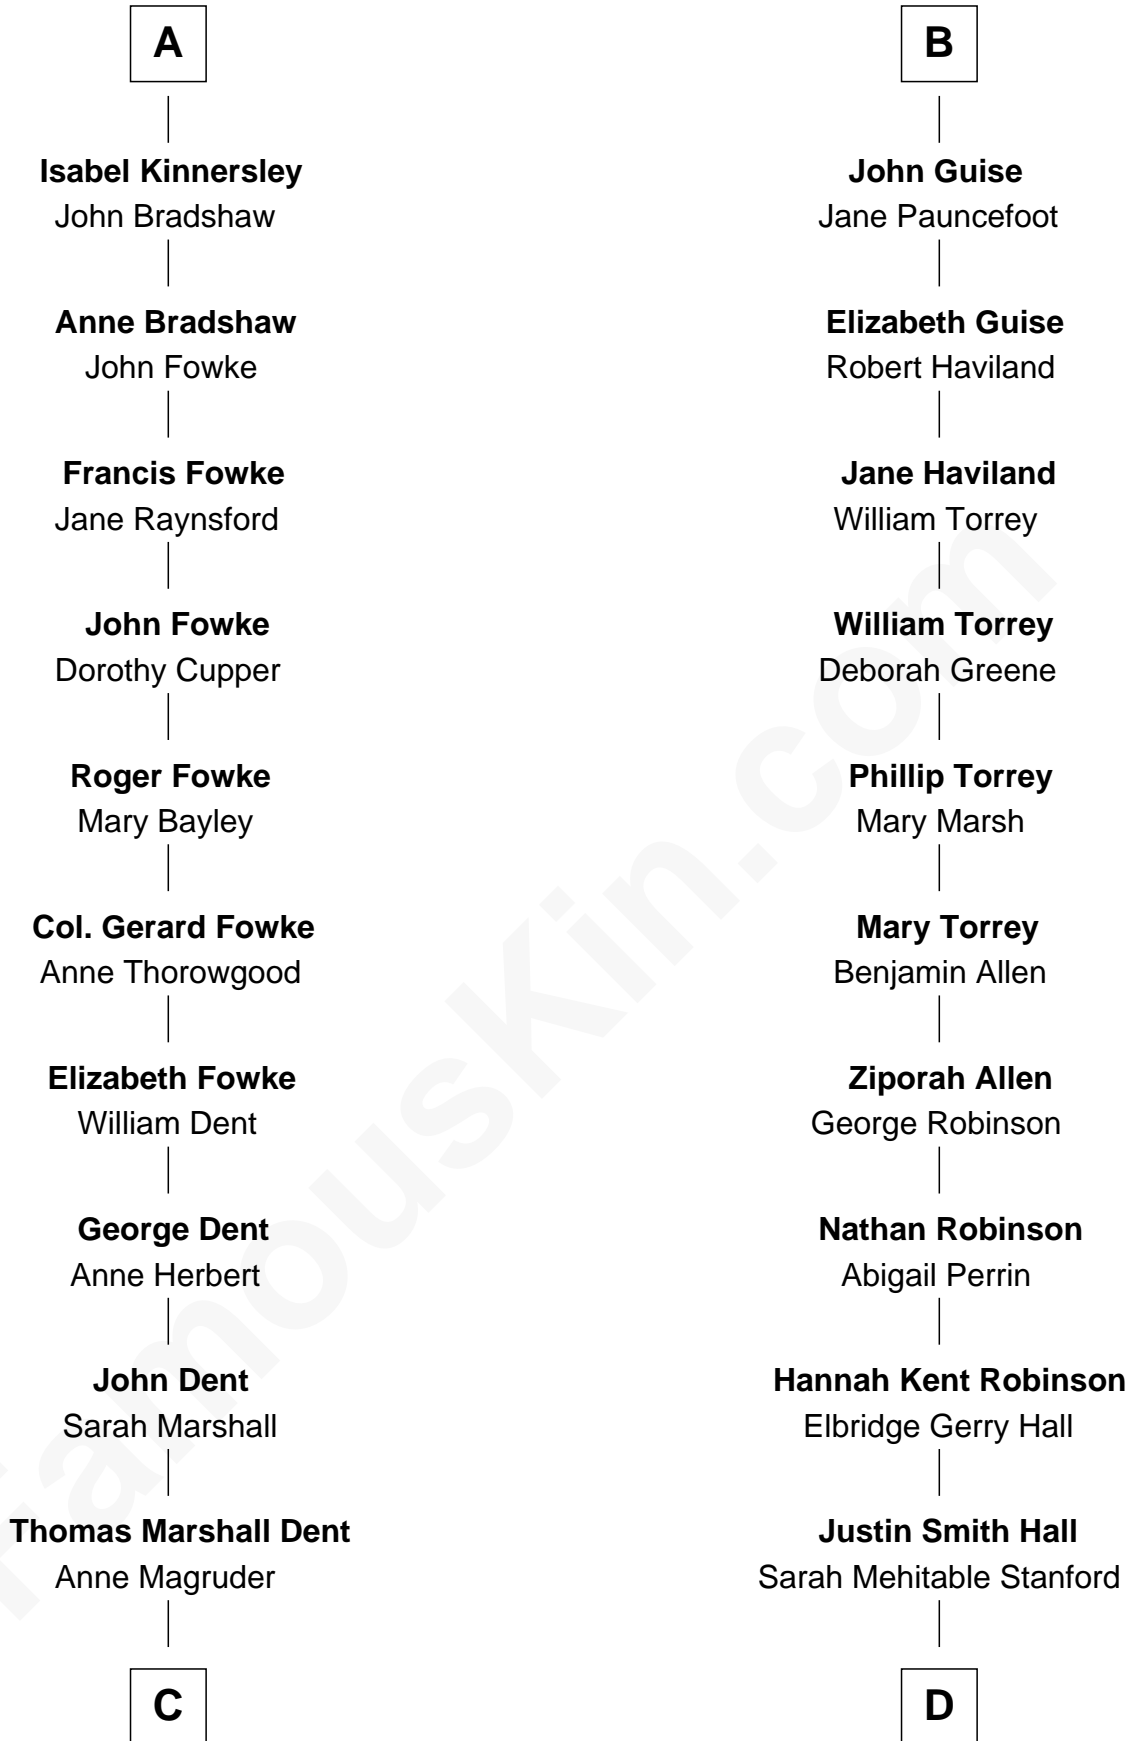 A
Isabel Kinnersley
John Bradshaw
Anne Bradshaw
John Fowke
Francis Fowke
Jane Raynsford
John Fowke
Dorothy Cupper
Roger Fowke
Mary Bayley
Col. Gerard Fowke
Anne Thorowgood
Elizabeth Fowke
William Dent
George Dent
Anne Herbert
John Dent
Sarah Marshall
Thomas Marshall Dent
Anne Magruder
C
B
John Guise
Jane Pauncefoot
Elizabeth Guise
Robert Haviland
Jane Haviland
William Torrey
William Torrey
Deborah Greene
Phillip Torrey
Mary Marsh
Mary Torrey
Benjamin Allen
Ziporah Allen
George Robinson
Nathan Robinson
Abigail Perrin
Hannah Kent Robinson
Elbridge Gerry Hall
Justin Smith Hall
Sarah Mehitable Stanford
D
FamousKin.com